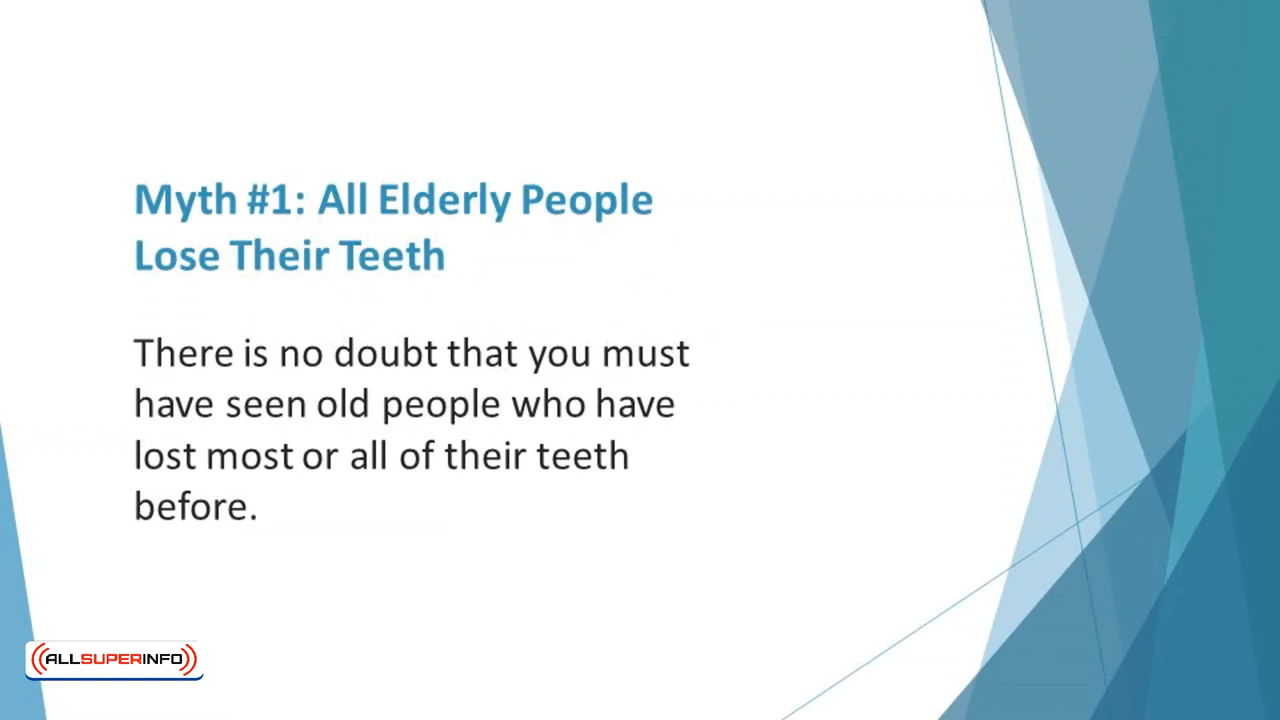 Myth #1: All Elderly People
Lose Their Teeth
There is no doubt that you must
have seen old people who have
lost most or all of their teeth
before.
ALLSUPERINFO